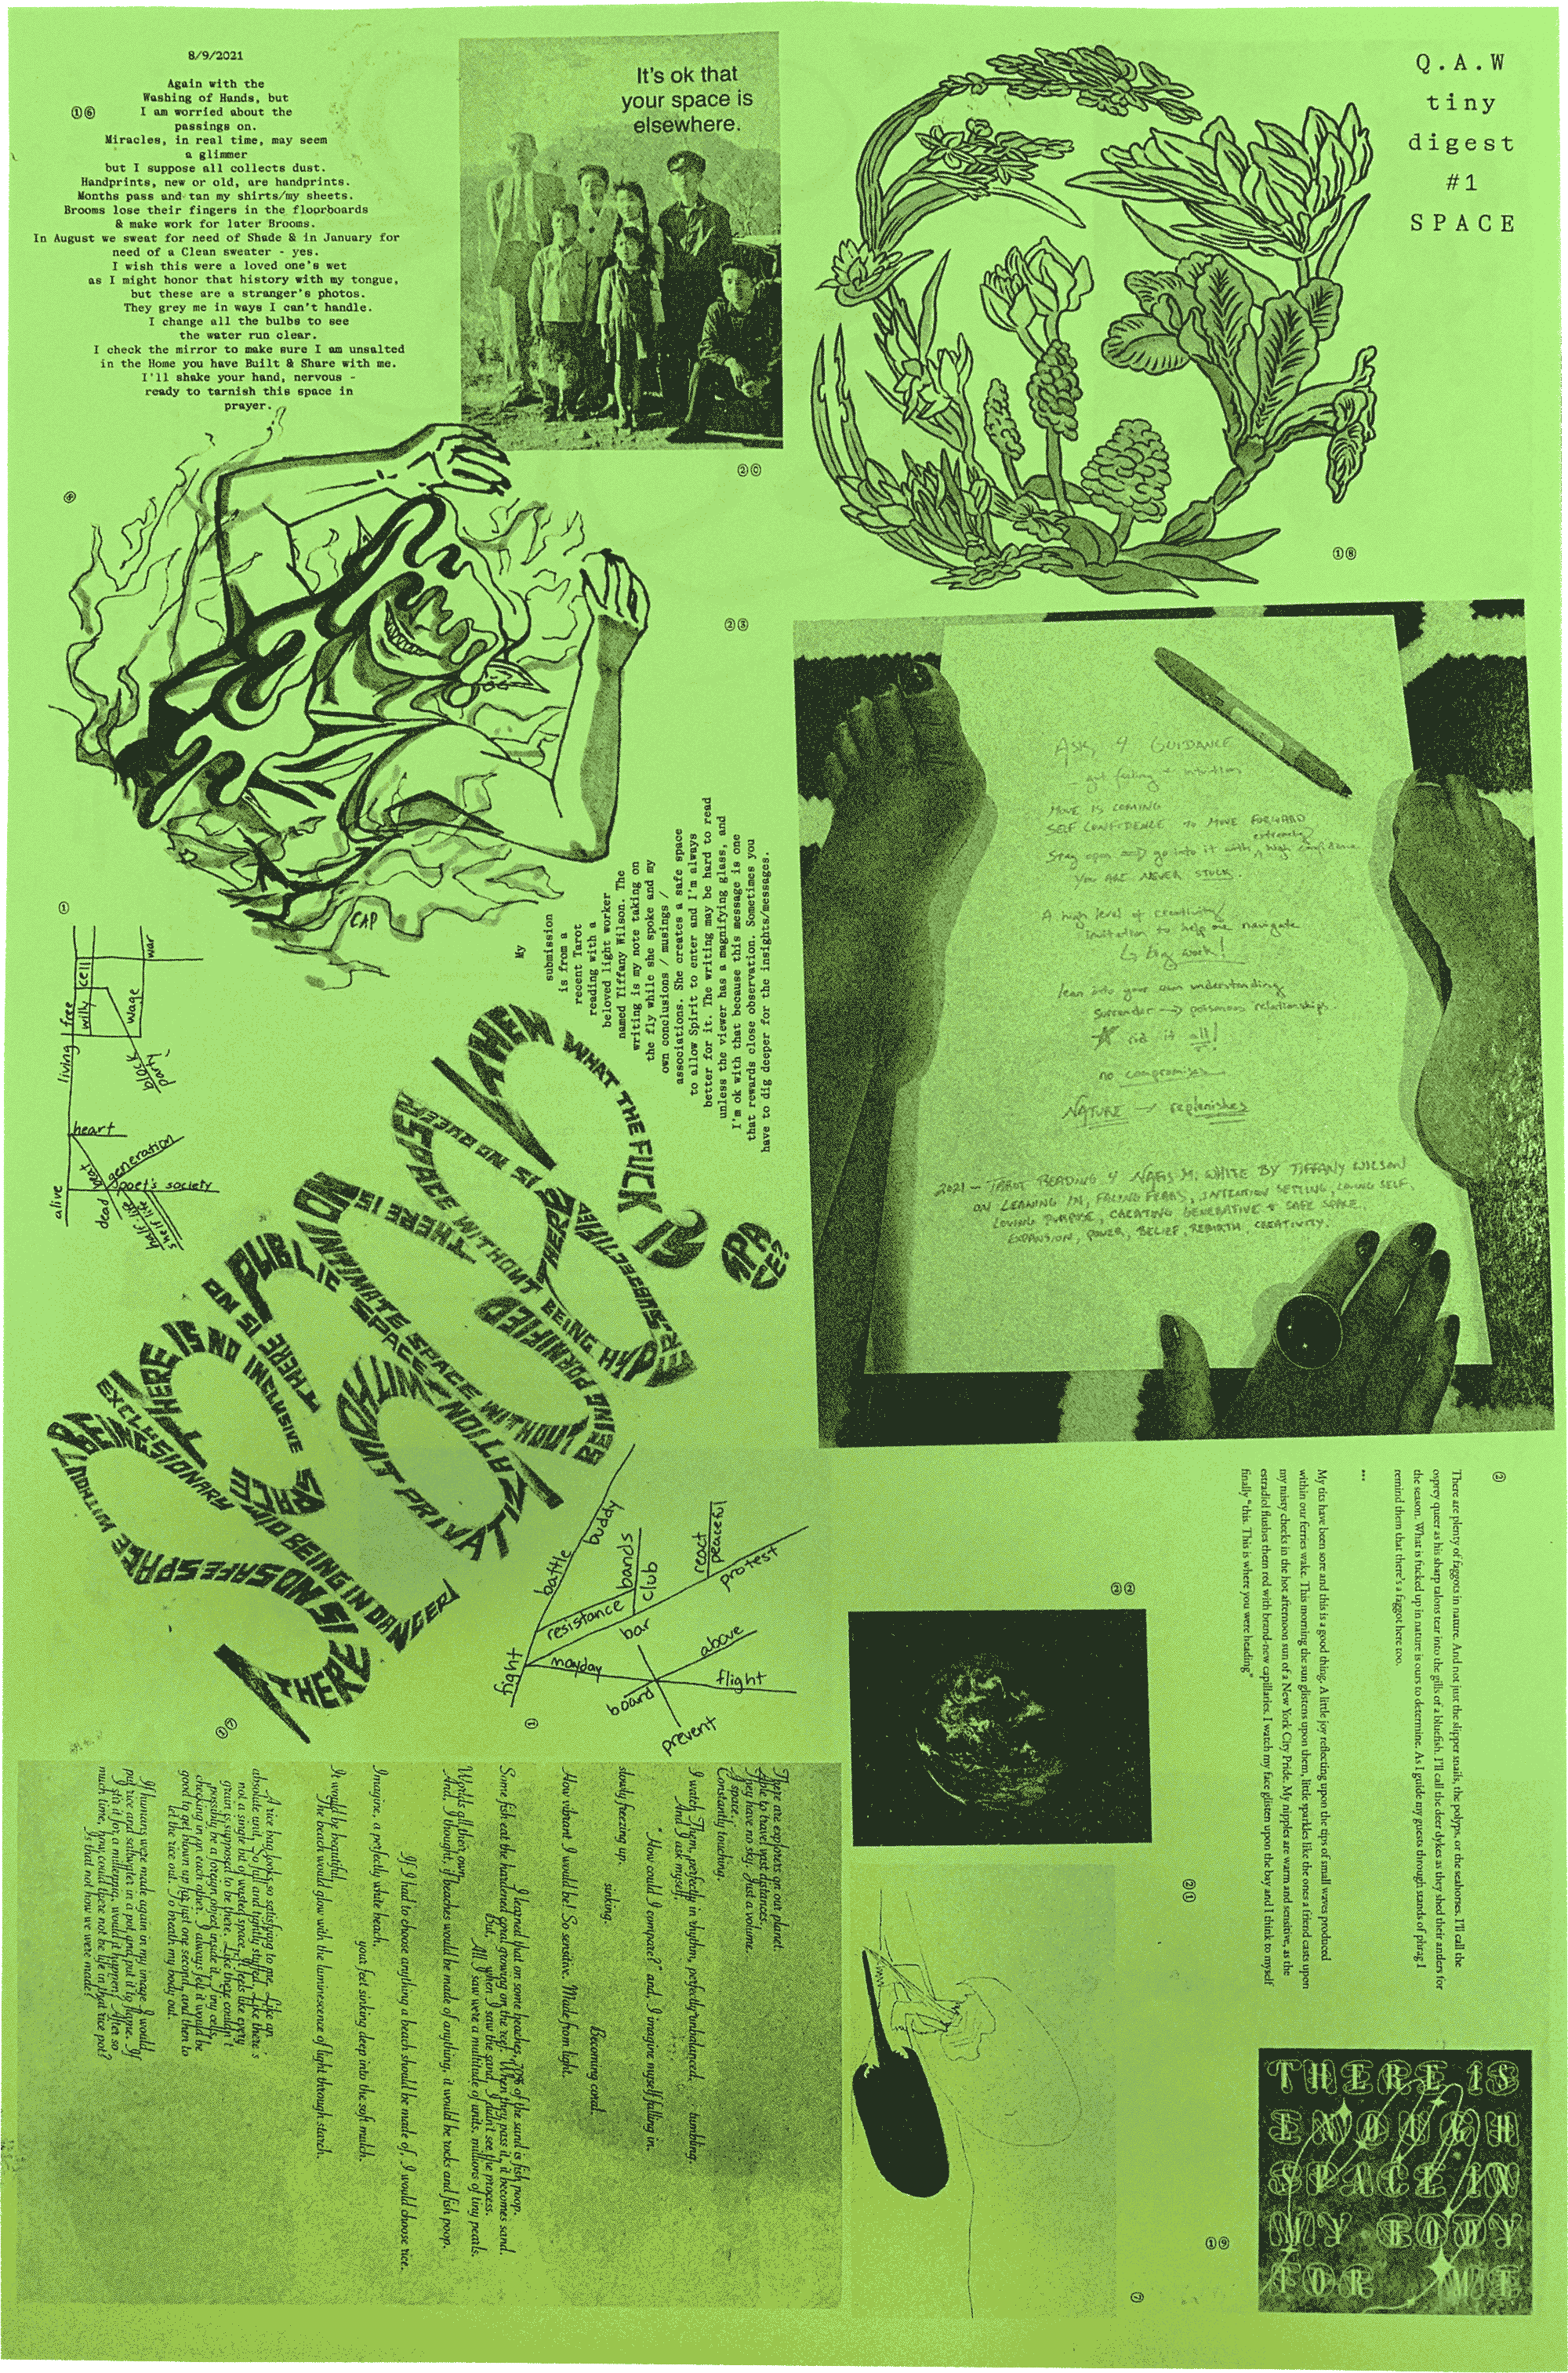 8/9/2021
Again with the
Washing of Hands, but
①⑥
I am worried about the
passings on.
Miracles, in real time, may seem
a glimmer
but I suppose all collects dust.
Handprints, new or old, are handprints.
Months pass and tan my shirts/my sheets.
Brooms lose their fingers in the floorboards
& make work for later Brooms.
In August we sweat for need of Shade & in January for
need of a Clean sweater - yes.
I wish this were a loved one's wet
as I might honor that history with my tongue,
but these are a stranger's photos.
They grey me in ways I can't handle.
I change all the bulbs to see
the water run clear.
I check the mirror to make sure I am unsalted
in the Home you have Built & Share with me.
I'll shake your hand, nervous -
ready to tarnish this space in
prayer.
It's ok that
your space is
elsewhere.
②⓪
Q.A.W
tiny
digest
#1
SPACE
①⑧
CAP
②③
My
submission
is from a
recent Tarot
reading with a
beloved light worker
named Tiffany Wilson. The
writing is my note taking on
the fly while she spoke and my
own conclusions / musings /
associations. She creates a safe space
to allow Spirit to enter and I'm always
better for it. The writing may be hard to read
unless the viewer has a magnifying glass, and
I'm ok with that because this message is one
that rewards close observation. Sometimes you
have to dig deeper for the insights/messages.
ASK 4 GUIDANCE
gut feeling + intuition
MOVE IS COMING
SELF CONFIDENCE to MOVE FORWARD
Stay open and go into it with extremely high confidence
YOU ARE NEVER STUCK.
A high level of creativity
invitation to help me navigate
↳ big work!
lean into your own understanding
surrender → poisonous relationships
★ rid it all!
no compromises
NATURE → replenishes
2021 - TAROT READING 4 NAFIS M. WHITE BY TIFFANY WILSON
ON LEANING IN, FACING FEARS, INTENTION SETTING, LOVING SELF.
LOVING PURPOSE, CREATING GENERATIVE + SAFE SPACE.
EXPANSION, POWER, BELIEF, REBIRTH. CREATIVITY.
①
war
cell
willy
wage
free
living
block
party
heart
beat
generation
poet's society
alive
dead
half life
shelf life
THERE IS NO SAFE SPACE WITHOUT BEING EXCLUSIONARY
THERE IS NO INCLUSIVE SPACE W/O BEING IN DANGER
THERE IS NO PUBLIC SPACE WITHOUT PRIVATIZATION
THERE IS NO INTIMATE SPACE WITHOUT BEING PORNIFIED
THERE IS NO QUEER SPACE WITHOUT BEING HYPER-SUSCEPTIBLE
THEN WHAT THE FUCK IS SPACE?
①⑦
battle
buddy
bands
club
resistance
react
peaceful
protest
bar
mayday
fight
above
flight
board
prevent
①
②
There are plenty of faggots in nature. And not just the slipper snails, the polyps, or the seahorses. I'll call the
osprey queer as his sharp talons tear into the gills of a bluefish. I'll call the deer dykes as they shed their anders for
the season. What is fucked up in nature is ours to determine. As I guide my guests through stands of phrag I
remind them that there's a faggot here too.
...
My tits have been sore and this is a good thing. A little joy reflecting upon the tips of small waves produced
within our ferries wake. This morning the sun glistens upon them, little sparkles like the ones a friend casts upon
my misty checks in the hot afternoon sun of a New York City Pride. My nipples are warm and sensitive, as the
estradiol flushes them red with brand-new capillaries. I watch my face glisten upon the bay and I think to myself
finally "this. This is where you were heading"
②②
②①
There are explorers on our planet.
Able to travel vast distances.
They have no sky. Just a volume.
A space.
Constantly touching.
I watch Them, perfectly in rhythm, perfectly unbalanced. tumbling.
And I ask myself,
"How could I compare?" and, I imagine myself falling in.
slowly freezing up.
sinking.
Becoming coral.
How vibrant I would be! So sensitive. Made from light.
I learned that on some beaches, 70% of the sand is fish poop.
Some fish eat the hardened coral growing on the reef. When they pass it, it becomes sand.
But, when I saw the sand, I didn't see the process.
All I saw were a multitude of units, millions of tiny pearls.
Worlds all their own.
And, I thought, if beaches would be made of anything, it would be rocks and fish poop.
If I had to choose anything a beach should be made of, I would choose rice.
Imagine, a perfectly white beach.
your feet sinking deep into the soft mulch.
It would be beautiful.
The beach would glow with the luminescence of light through starch.
A rice bag looks so satisfying to me. Like an
absolute unit. So full and tightly stuffed. Like there's
not a single bit of wasted space. It feels like every
grain is supposed to be there. Like there couldn't
possibly be a foreign object inside it. Tiny cells,
checking in on each other. I always felt it would be
good to get blown up for just one second, and then to
let the rice out. To breath my body out.
If humans were made again in my image, I would
put rice and saltwater in a pot and put it to flame. If
I stir it for a millennia, would it happen? After so
much time, how could there not be life in that rice pot?
Is that not how we were made?
⑦
①⑨
THERE IS
ENOUGH
SPACE IN
MY BODY
FOR ME